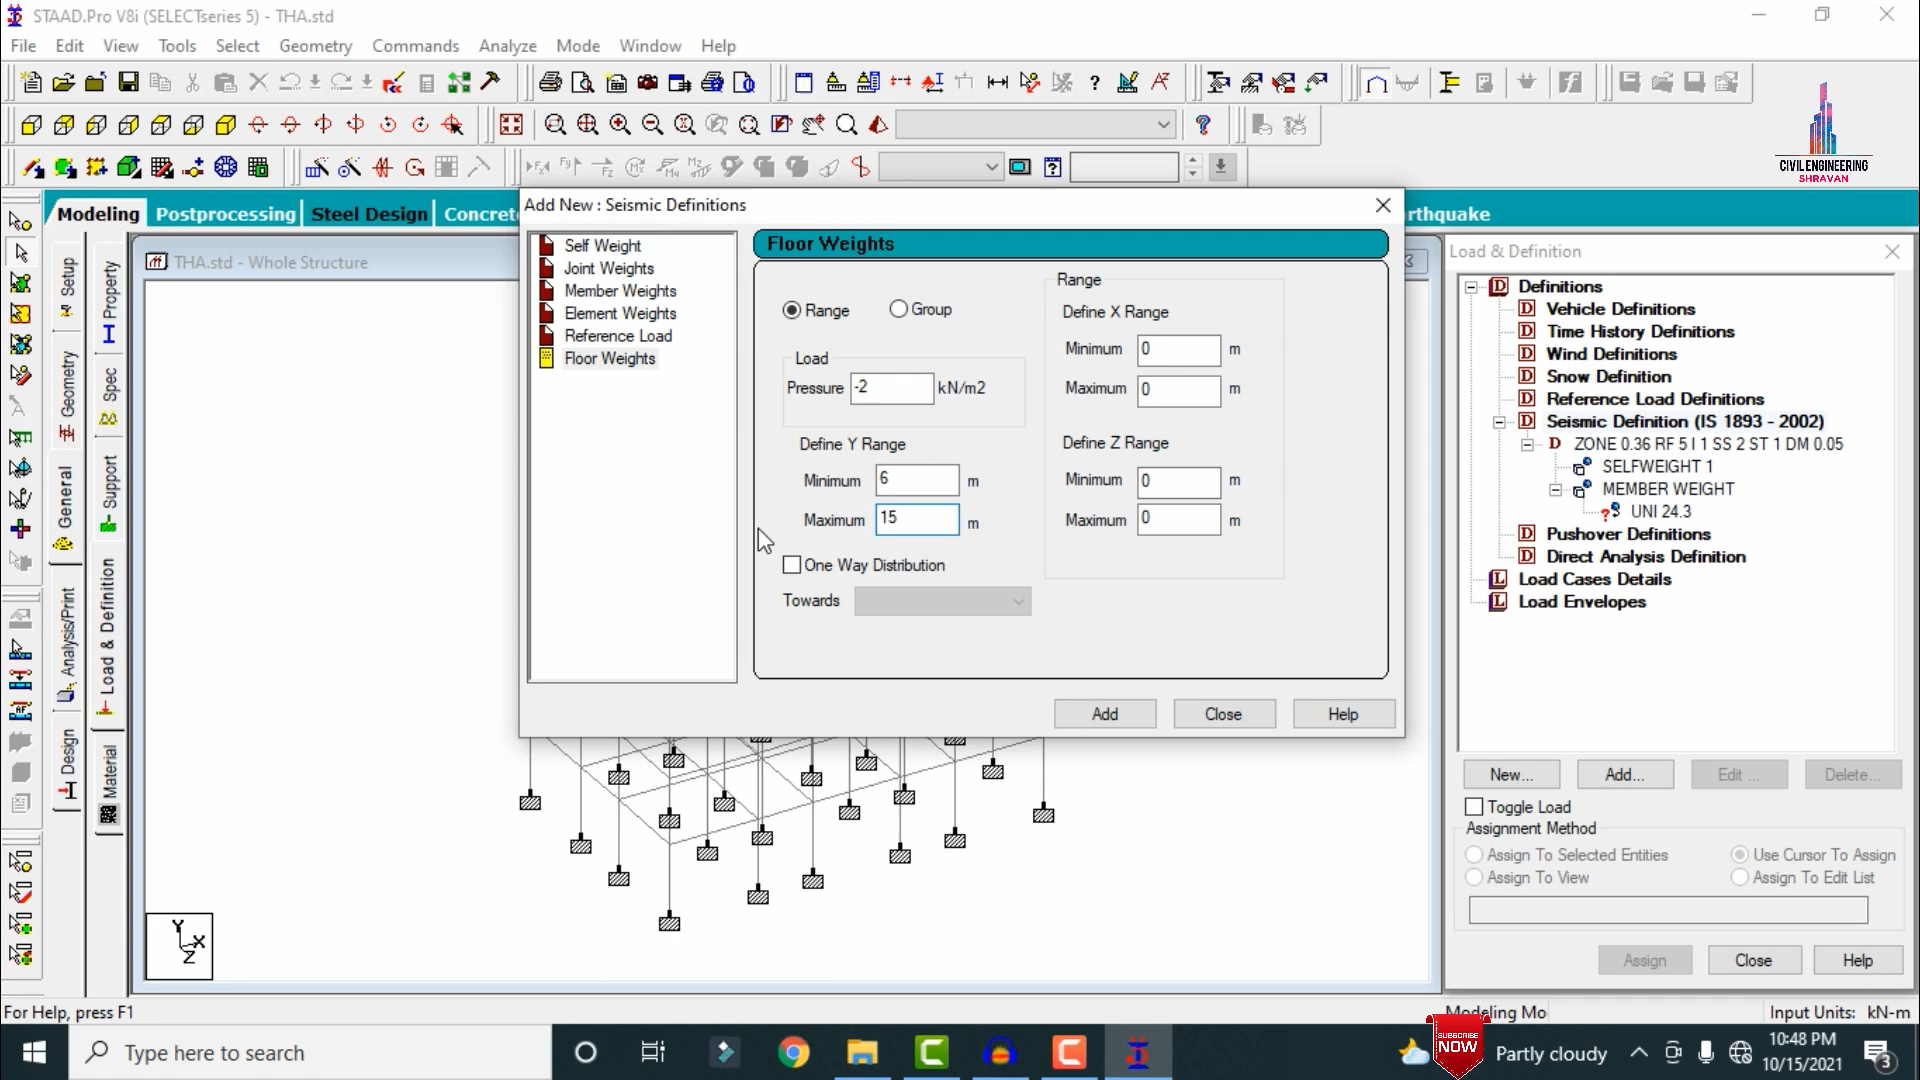 STAAD.Pro V8i (SELECTseries 5) - THA.std
File Edit View Tools Select Geometry Commands Analyze Mode Window Help
CIVIL ENGINEERING
SHRAVAN
Modeling Postprocessing Steel Design Concrete
rthquake
THA.std - Whole Structure
Setup
Geometry
General
Analysis/Print
Design
Property
Spec
Support
Load & Definition
Material
Add New : Seismic Definitions
Self Weight
Joint Weights
Member Weights
Element Weights
Reference Load
Floor Weights
Floor Weights
Range Group
Load
Pressure -2 kN/m2
Define Y Range
Minimum 6 m
Maximum 15 m
One Way Distribution
Towards
Range
Define X Range
Minimum 0 m
Maximum 0 m
Define Z Range
Minimum 0 m
Maximum 0 m
Add Close Help
Load & Definition
Definitions
Vehicle Definitions
Time History Definitions
Wind Definitions
Snow Definition
Reference Load Definitions
Seismic Definition (IS 1893 - 2002)
ZONE 0.36 RF 5 I 1 SS 2 ST 1 DM 0.05
SELFWEIGHT 1
MEMBER WEIGHT
UNI 24.3
Pushover Definitions
Direct Analysis Definition
Load Cases Details
Load Envelopes
New... Add... Edit ... Delete...
Toggle Load
Assignment Method
Assign To Selected Entities Use Cursor To Assign
Assign To View Assign To Edit List
Assign Close Help
Y
X
Z
For Help, press F1
Modeling Mo
Input Units: kN-m
Type here to search
SUBSCRIBE
NOW
Partly cloudy
10:48 PM
10/15/2021
3